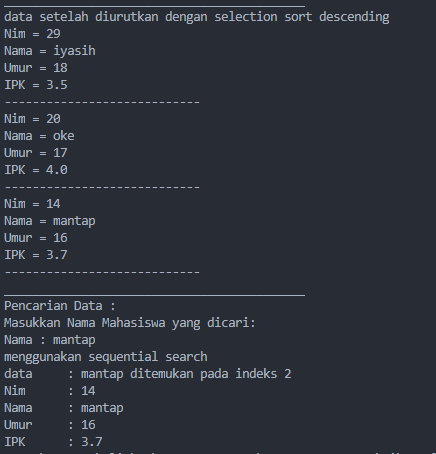 data setelah diurutkan dengan selection sort descending
Nim = 29
Nama = iyasih
Umur = 18
IPK = 3.5
----------------------------
Nim = 20
Nama = oke
Umur = 17
IPK = 4.0
----------------------------
Nim = 14
Nama = mantap
Umur = 16
IPK = 3.7
----------------------------
Pencarian Data :
Masukkan Nama Mahasiswa yang dicari:
Nama : mantap
menggunakan sequential search
data     : mantap ditemukan pada indeks 2
Nim      : 14
Nama     : mantap
Umur     : 16
IPK      : 3.7